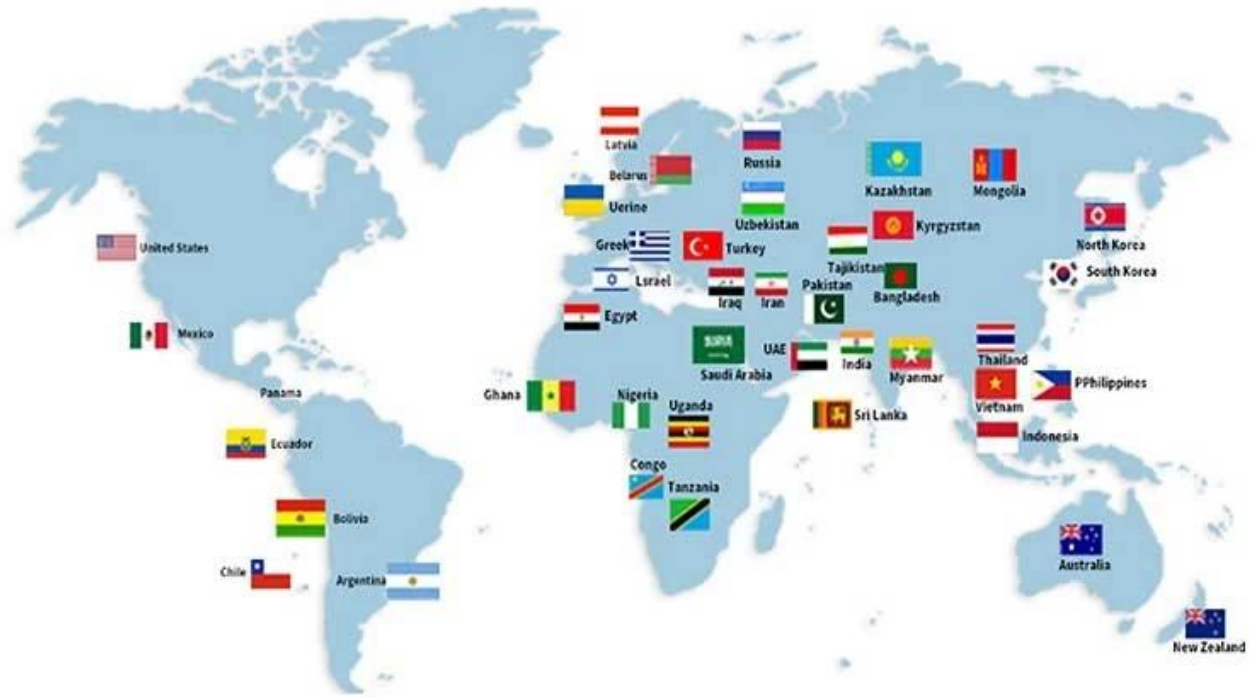 Latvia
Russia
Belarus
Kazakhstan
Mongolia
Uerine
Uzbekistan
Kyrgyzstan
United States
Greek
Turkey
Tajikistan
North Korea
South Korea
Lsrael
Iraq
Iran
Pakistan
Bangladesh
Egypt
Mexico
Saudi Arabia
UAE
India
Myanmar
Thailand
PPhilippines
Panama
Ghana
Nigeria
Uganda
Sri Lanka
Vietnam
Ecuador
Indonesia
Congo
Tanzania
Bolivia
Chile
Argentina
Australia
New Zealand